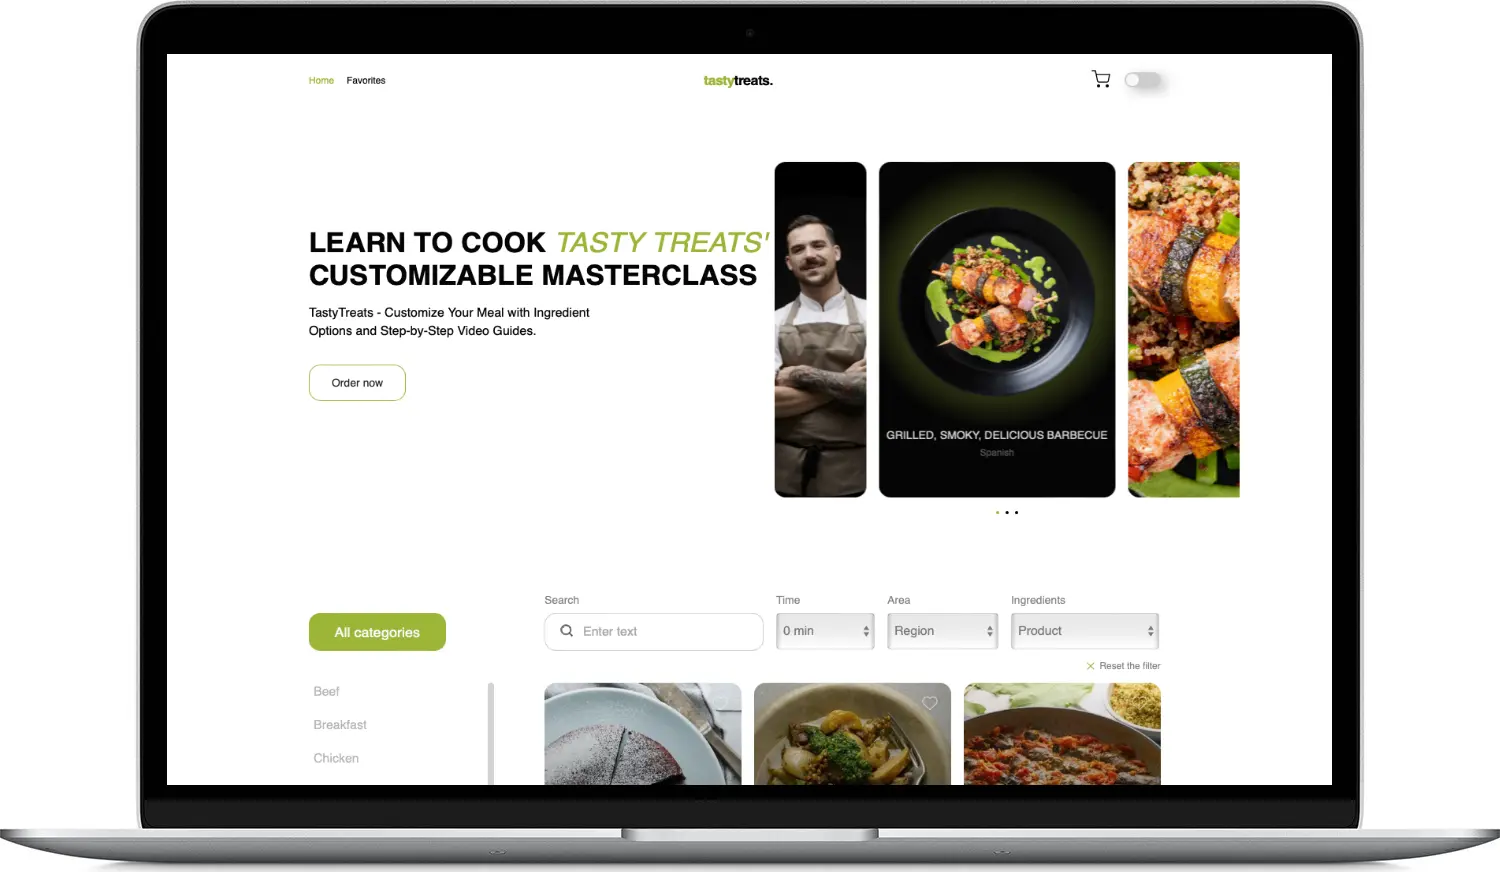 Home
Favorites
tastytreats.
LEARN TO COOK TASTY TREATS'
CUSTOMIZABLE MASTERCLASS
TastyTreats - Customize Your Meal with Ingredient
Options and Step-by-Step Video Guides.
Order now
GRILLED, SMOKY, DELICIOUS BARBECUE
Spanish
All categories
Beef
Breakfast
Chicken
Search
Enter text
Time
0 min
Area
Region
Ingredients
Product
Reset the filter